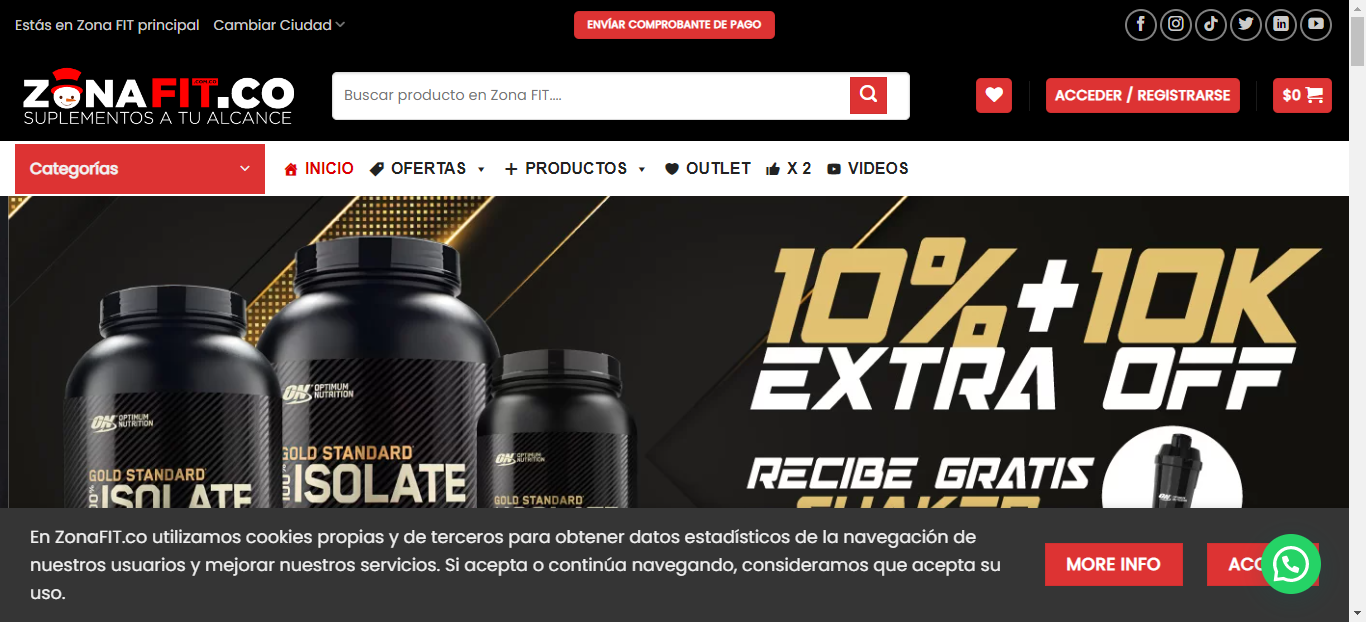 Estás en Zona FIT principal
Cambiar Ciudad
ENVÍAR COMPROBANTE DE PAGO
ZONAFIT.CO
.COM.CO
SUPLEMENTOS A TU ALCANCE
Buscar producto en Zona FIT....
ACCEDER / REGISTRARSE
$0
Categorías
INICIO
OFERTAS
PRODUCTOS
OUTLET
X 2
VIDEOS
10%+10K
EXTRA OFF
RECIBE GRATIS
SHAKER
ON OPTIMUM NUTRITION
GOLD STANDARD
100% ISOLATE
ON OPTIMUM NUTRITION
GOLD STANDARD
100% ISOLATE
ON OPTIMUM NUTRITION
GOLD STANDARD
En ZonaFIT.co utilizamos cookies propias y de terceros para obtener datos estadísticos de la navegación de
nuestros usuarios y mejorar nuestros servicios. Si acepta o continúa navegando, consideramos que acepta su
uso.
MORE INFO
ACC